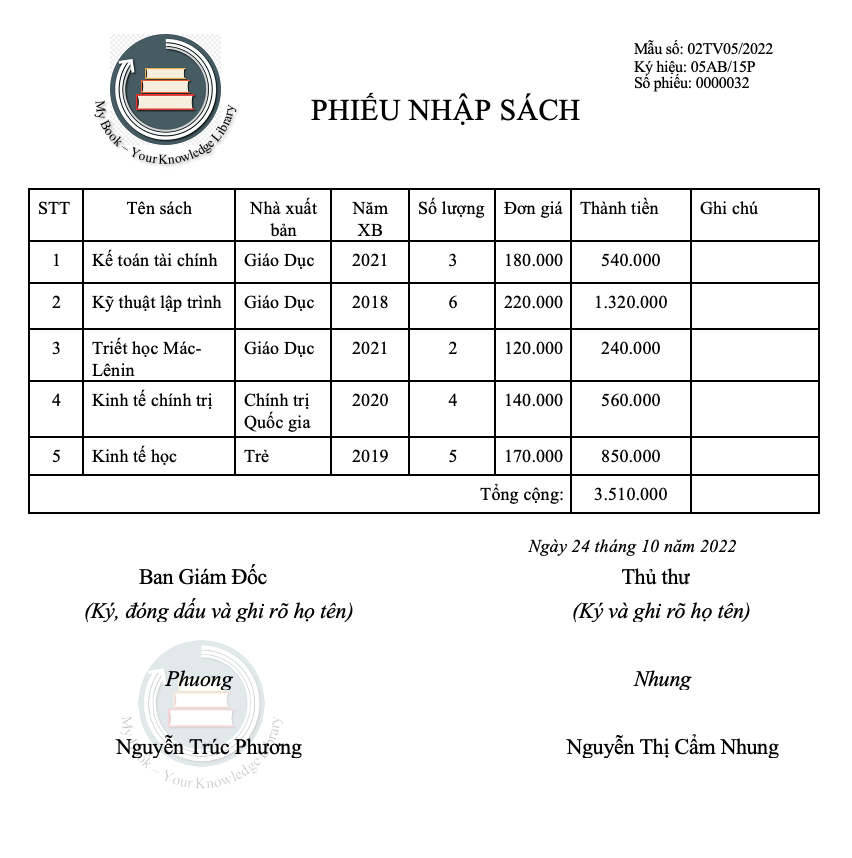 Mẫu số: 02TV05/2022
Ký hiệu: 05AB/15P
Số phiếu: 0000032
My Book – Your Knowledge Library
PHIẾU NHẬP SÁCH
STT Tên sách Nhà xuất bản Năm XB Số lượng Đơn giá Thành tiền Ghi chú
1 Kế toán tài chính Giáo Dục 2021 3 180.000 540.000
2 Kỹ thuật lập trình Giáo Dục 2018 6 220.000 1.320.000
3 Triết học Mác-Lênin Giáo Dục 2021 2 120.000 240.000
4 Kinh tế chính trị Chính trị Quốc gia 2020 4 140.000 560.000
5 Kinh tế học Trẻ 2019 5 170.000 850.000
Tổng cộng: 3.510.000
Ngày 24 tháng 10 năm 2022
Ban Giám Đốc Thủ thư
(Ký, đóng dấu và ghi rõ họ tên) (Ký và ghi rõ họ tên)
Phuong Nhung
Nguyễn Trúc Phương Nguyễn Thị Cẩm Nhung
My Book – Your Knowledge Library